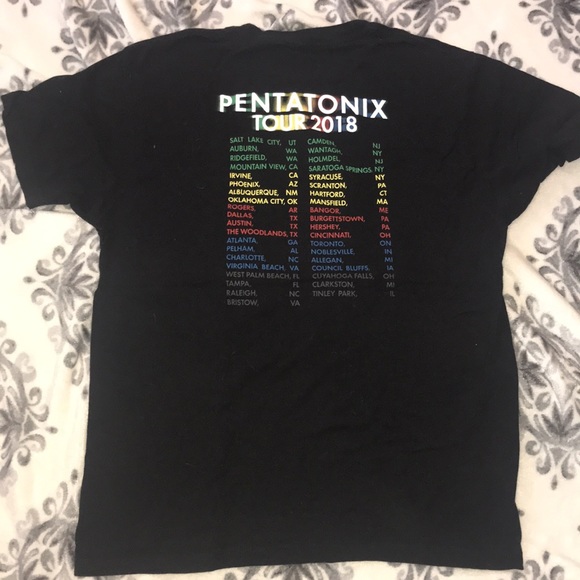 PENTATONIX
TOUR 2018
SALT LAKE CITY, UT
AUBURN, WA
RIDGEFIELD, WA
MOUNTAIN VIEW, CA
IRVINE, CA
PHOENIX, AZ
ALBUQUERQUE, NM
OKLAHOMA CITY, OK
ROGERS, AR
DALLAS, TX
AUSTIN, TX
THE WOODLANDS, TX
ATLANTA, GA
PELHAM, AL
CHARLOTTE, NC
VIRGINIA BEACH, VA
WEST PALM BEACH, FL
TAMPA, FL
RALEIGH, NC
BRISTOW, VA
CAMDEN, NJ
WANTAGH, NY
HOLMDEL, NJ
SARATOGA SPRINGS, NY
SYRACUSE, NY
SCRANTON, PA
HARTFORD, CT
MANSFIELD, MA
BANGOR, ME
BURGETTSTOWN, PA
HERSHEY, PA
CINCINNATI, OH
TORONTO, ON
NOBLESVILLE, IN
ALLEGAN, MI
COUNCIL BLUFFS, IA
CUYAHOGA FALLS, OH
CLARKSTON, MI
TINLEY PARK, IL